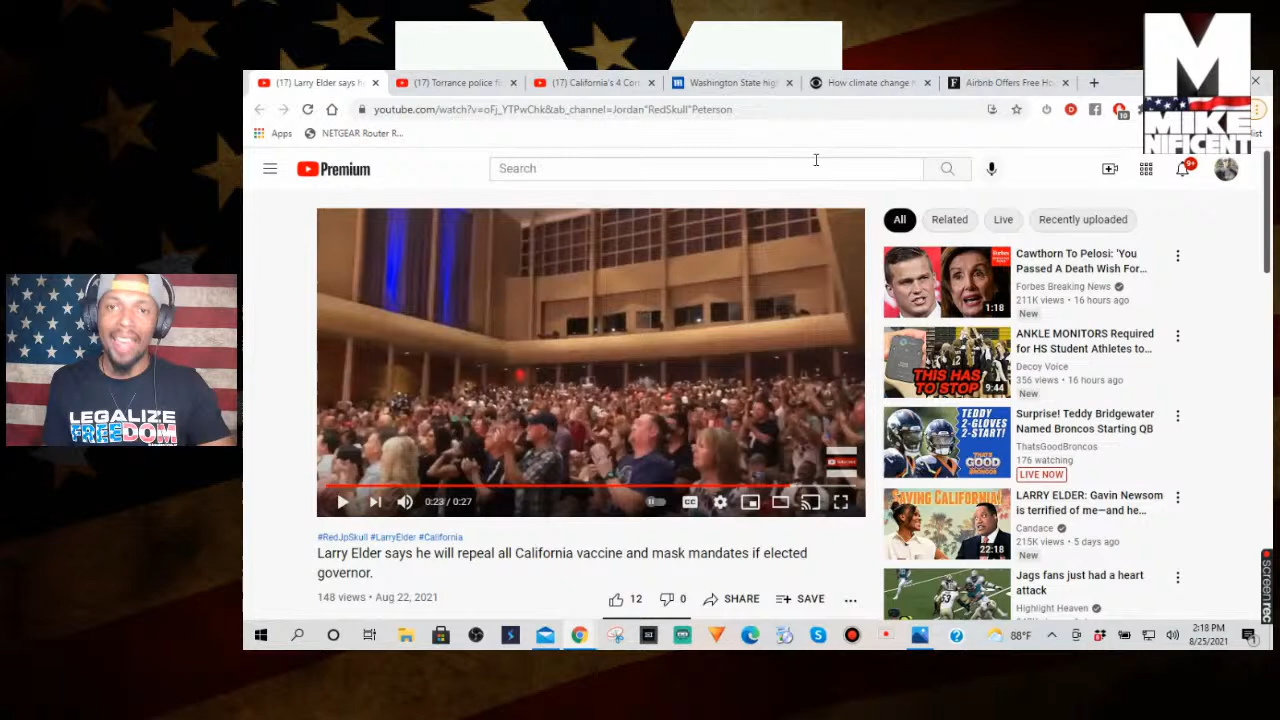 (17) Larry Elder says h
(17) Torrance police fi
(17) California's 4 Cor
Washington State hig
How climate change
Airbnb Offers Free Ho
youtube.com/watch?v=oFj_YTPwChk&ab_channel=Jordan"RedSkull"Peterson
10
Apps
NETGEAR Router R...
list
M
MIKE
NIFICENT
Premium
Search
9+
All
Related
Live
Recently uploaded
Cawthorn To Pelosi: 'You
Passed A Death Wish For...
Forbes Breaking News
211K views • 16 hours ago
New
1:18
ANKLE MONITORS Required
for HS Student Athletes to...
Decoy Voice
356 views • 16 hours ago
New
THIS HAS
TO STOP
9:44
Surprise! Teddy Bridgewater
Named Broncos Starting QB
ThatsGoodBroncos
176 watching
LIVE NOW
TEDDY
2-GLOVES
2-START!
THAT'S
GOOD
BRONCOS
LARRY ELDER: Gavin Newsom
is terrified of me—and he...
Candace
215K views • 5 days ago
New
SAVING CALIFORNIA!
22:18
Jags fans just had a heart
attack
Highlight Heaven
LEGALIZE
FREEDOM
0:23 / 0:27
CC
#RedJpSkull #LarryElder #California
Larry Elder says he will repeal all California vaccine and mask mandates if elected
governor.
148 views • Aug 22, 2021
12
0
SHARE
SAVE
...
screenrec
88°F
2:18 PM
8/25/2021